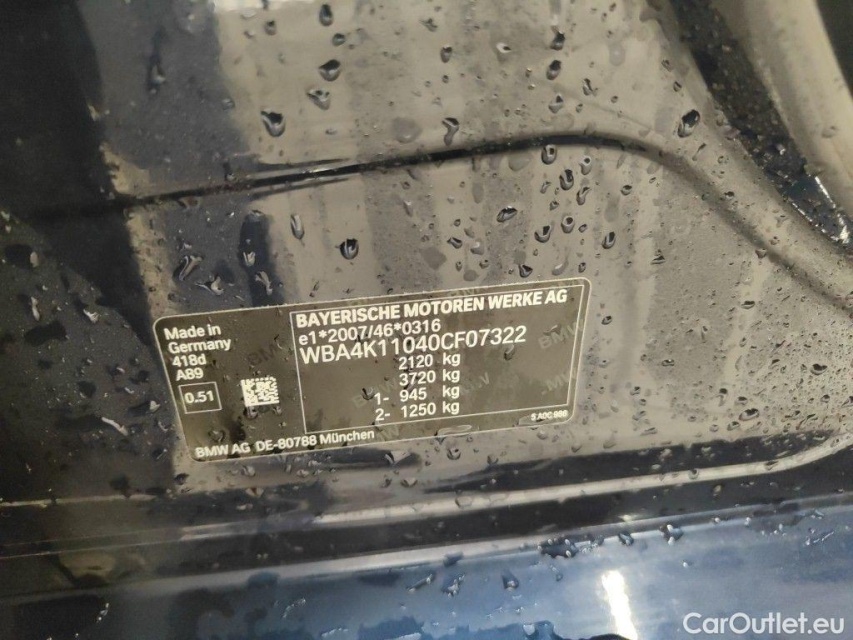 BAYERISCHE MOTOREN WERKE AG
e1*2007/46*0316
WBA4K11040CF07322
2120 kg
3720 kg
1- 945 kg
2- 1250 kg
Made in
Germany
418d
A89
0.51
BMW AG DE-80788 München
CarOutlet.eu